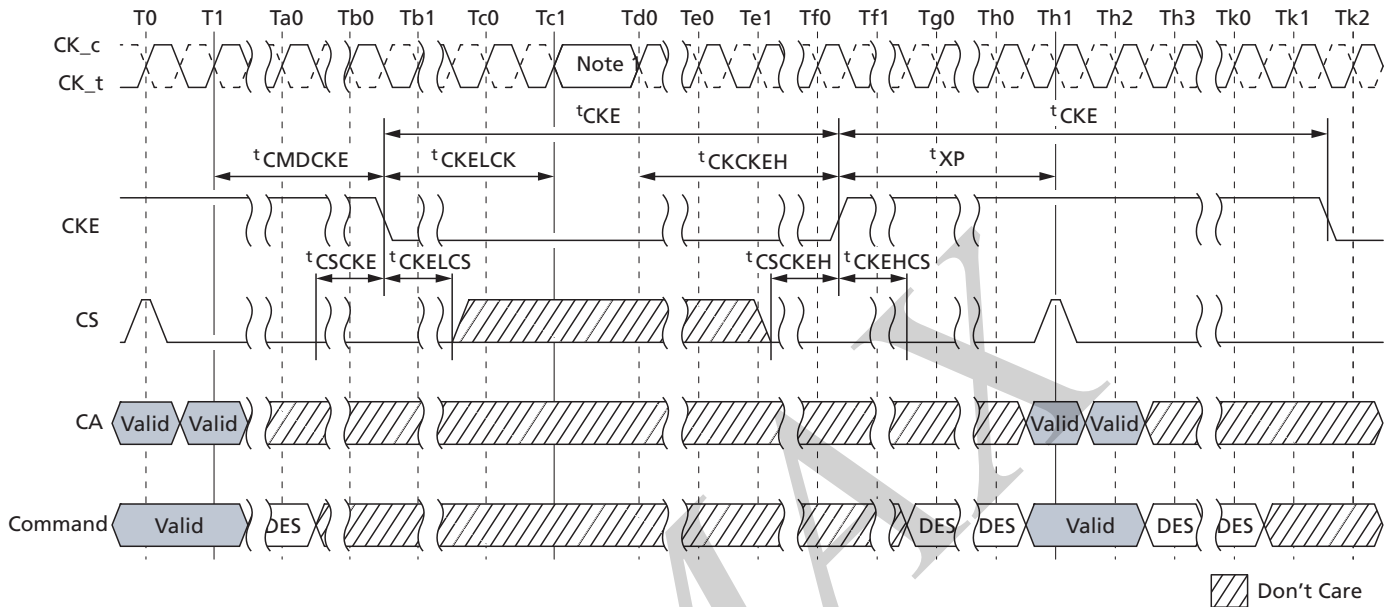 T0 T1 Ta0 Tb0 Tb1 Tc0 Tc1 Td0 Te0 Te1 Tf0 Tf1 Tg0 Th0 Th1 Th2 Th3 Tk0 Tk1 Tk2
CK_c
CK_t
Note 1
tCKE tCKE
tCMDCKE tCKELCK tCKCKEH tXP
CKE
tCSCKE tCKELCS tCSCKEH tCKEHCS
CS
CA Valid Valid Valid Valid
Command Valid DES DES DES Valid DES DES
Don't Care